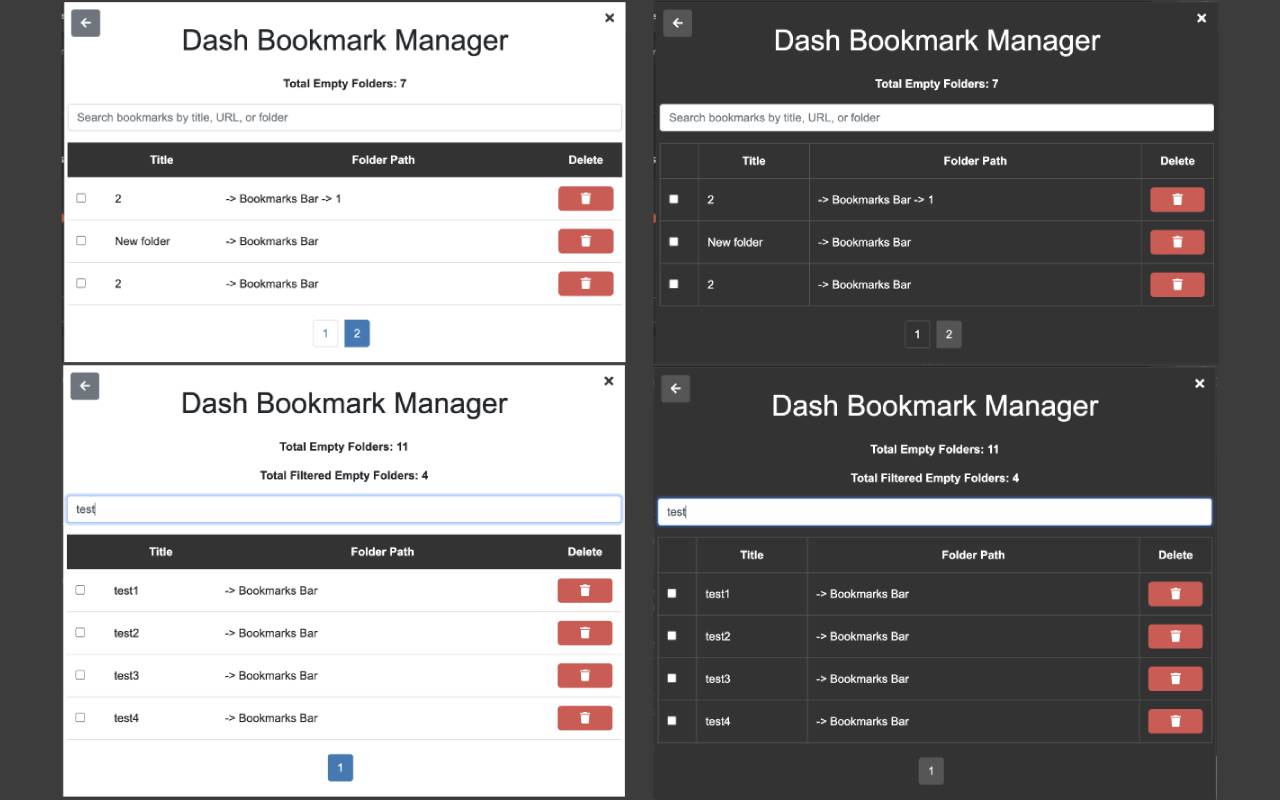 Dash Bookmark Manager
Total Empty Folders: 7
Search bookmarks by title, URL, or folder
Title Folder Path Delete
2 -> Bookmarks Bar -> 1
New folder -> Bookmarks Bar
2 -> Bookmarks Bar
1 2
Dash Bookmark Manager
Total Empty Folders: 7
Search bookmarks by title, URL, or folder
Title Folder Path Delete
2 -> Bookmarks Bar -> 1
New folder -> Bookmarks Bar
2 -> Bookmarks Bar
1 2
Dash Bookmark Manager
Total Empty Folders: 11
Total Filtered Empty Folders: 4
test
Title Folder Path Delete
test1 -> Bookmarks Bar
test2 -> Bookmarks Bar
test3 -> Bookmarks Bar
test4 -> Bookmarks Bar
1
Dash Bookmark Manager
Total Empty Folders: 11
Total Filtered Empty Folders: 4
test
Title Folder Path Delete
test1 -> Bookmarks Bar
test2 -> Bookmarks Bar
test3 -> Bookmarks Bar
test4 -> Bookmarks Bar
1